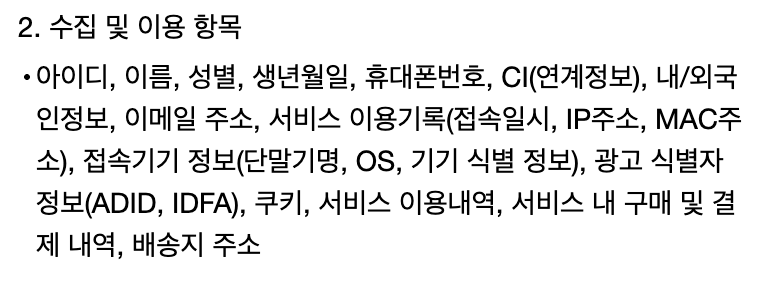 2. 수집 및 이용 항목
• 아이디, 이름, 성별, 생년월일, 휴대폰번호, CI(연계정보), 내/외국
인정보, 이메일 주소, 서비스 이용기록(접속일시, IP주소, MAC주
소), 접속기기 정보(단말기명, OS, 기기 식별 정보), 광고 식별자
정보(ADID, IDFA), 쿠키, 서비스 이용내역, 서비스 내 구매 및 결
제 내역, 배송지 주소